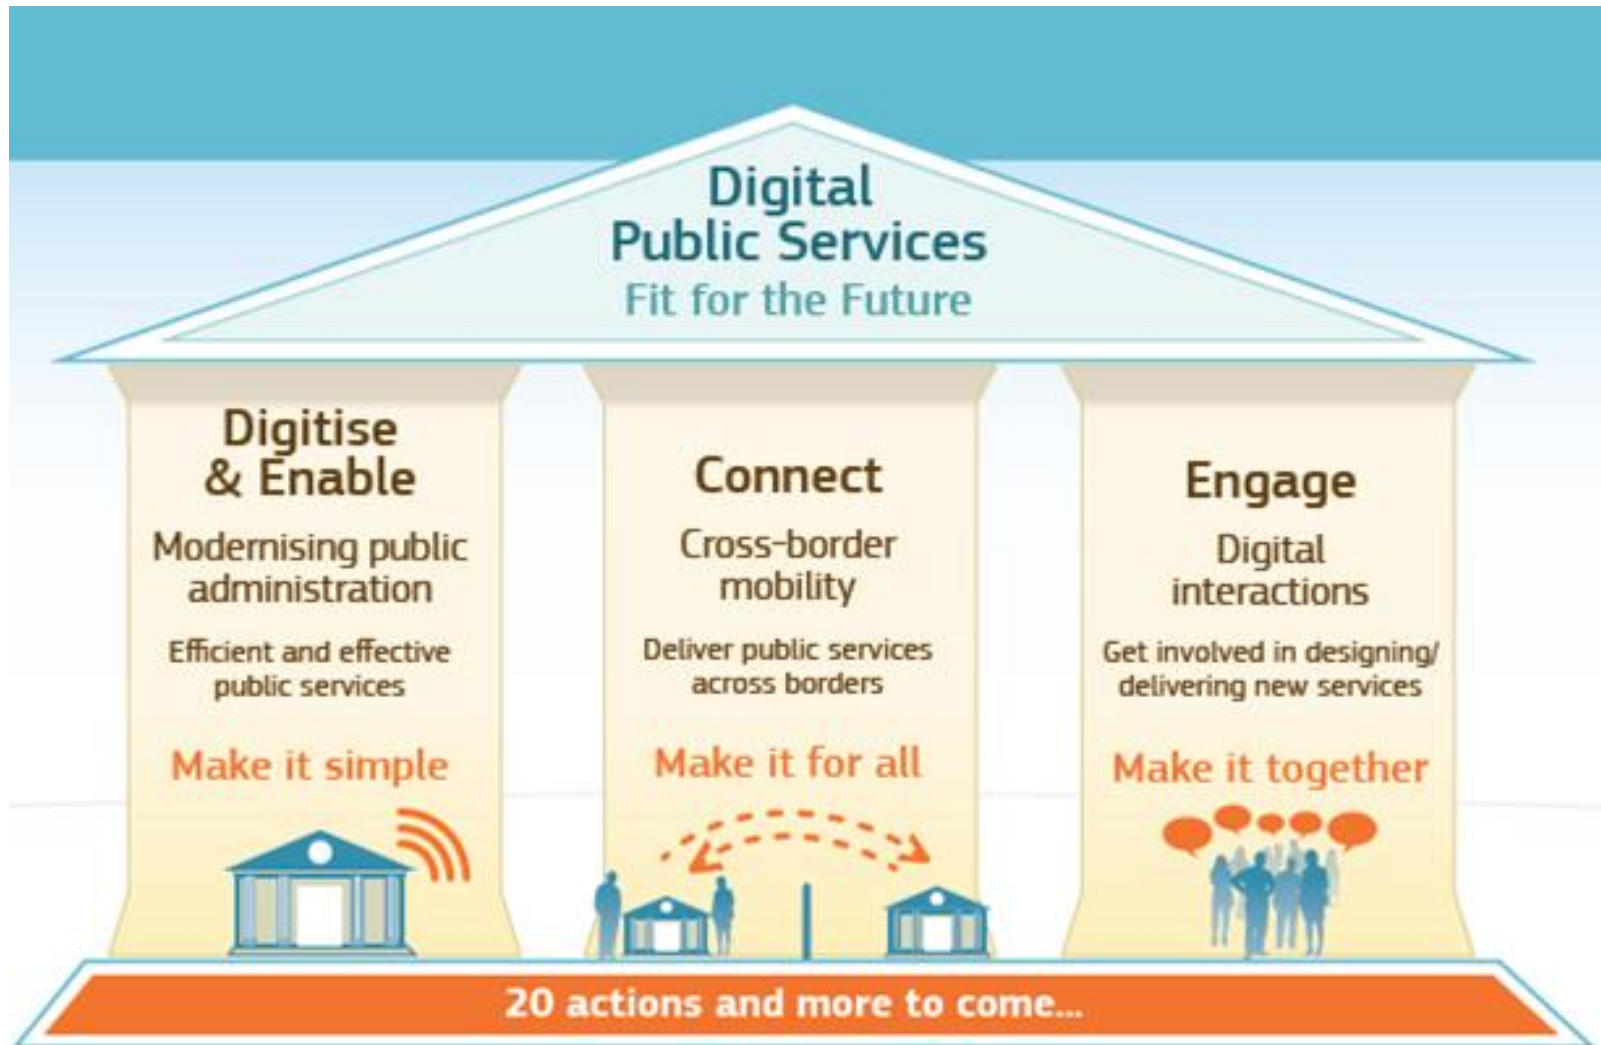 Digital
Public Services
Fit for the Future
Digitise
& Enable
Modernising public
administration
Efficient and effective
public services
Make it simple
Connect
Cross-border
mobility
Deliver public services
across borders
Make it for all
Engage
Digital
interactions
Get involved in designing/
delivering new services
Make it together
20 actions and more to come...